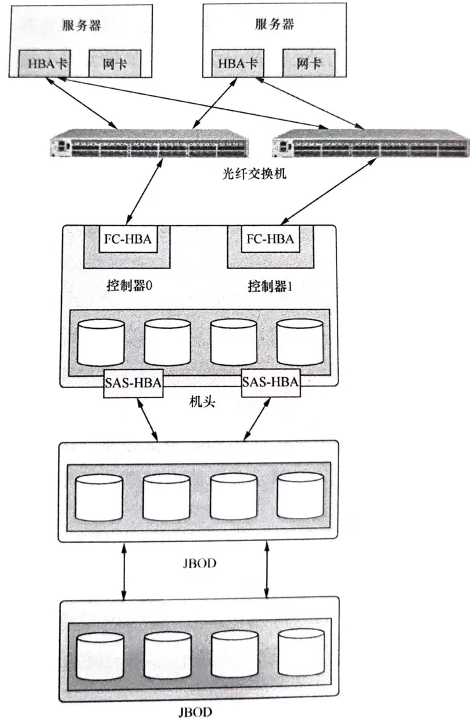 服务器 服务器
HBA卡 网卡 HBA卡 网卡
光纤交换机
FC-HBA FC-HBA
控制器0 控制器1
SAS-HBA SAS-HBA
机头
JBOD
JBOD